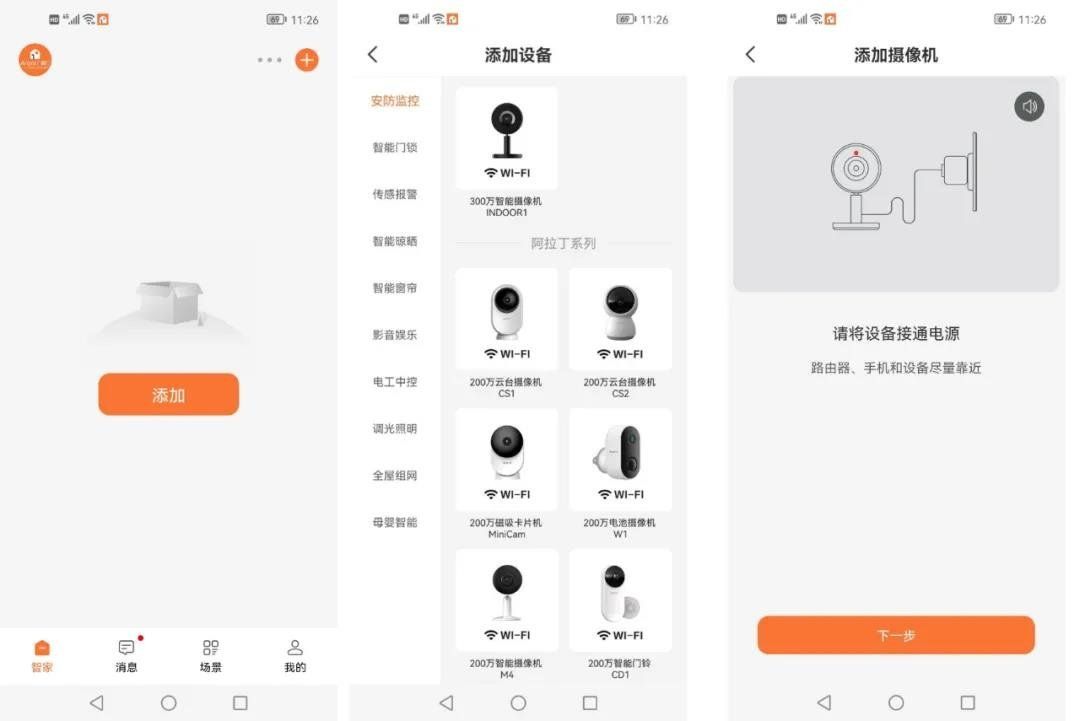 HD 4G 69 11:26
添加
智家
消息
场景
我的
HD 4G 69 11:26
添加设备
安防监控
智能门锁
传感报警
智能晾晒
智能窗帘
影音娱乐
电工中控
调光照明
全屋组网
母婴智能
WI-FI
300万智能摄像机
INDOOR1
阿拉丁系列
WI-FI
200万云台摄像机
CS1
WI-FI
200万云台摄像机
CS2
WI-FI
200万磁吸卡片机
MiniCam
WI-FI
200万电池摄像机
W1
WI-FI
200万智能摄像机
M4
WI-FI
200万智能门铃
CD1
HD 4G 69 11:26
添加摄像机
请将设备接通电源
路由器、手机和设备尽量靠近
下一步